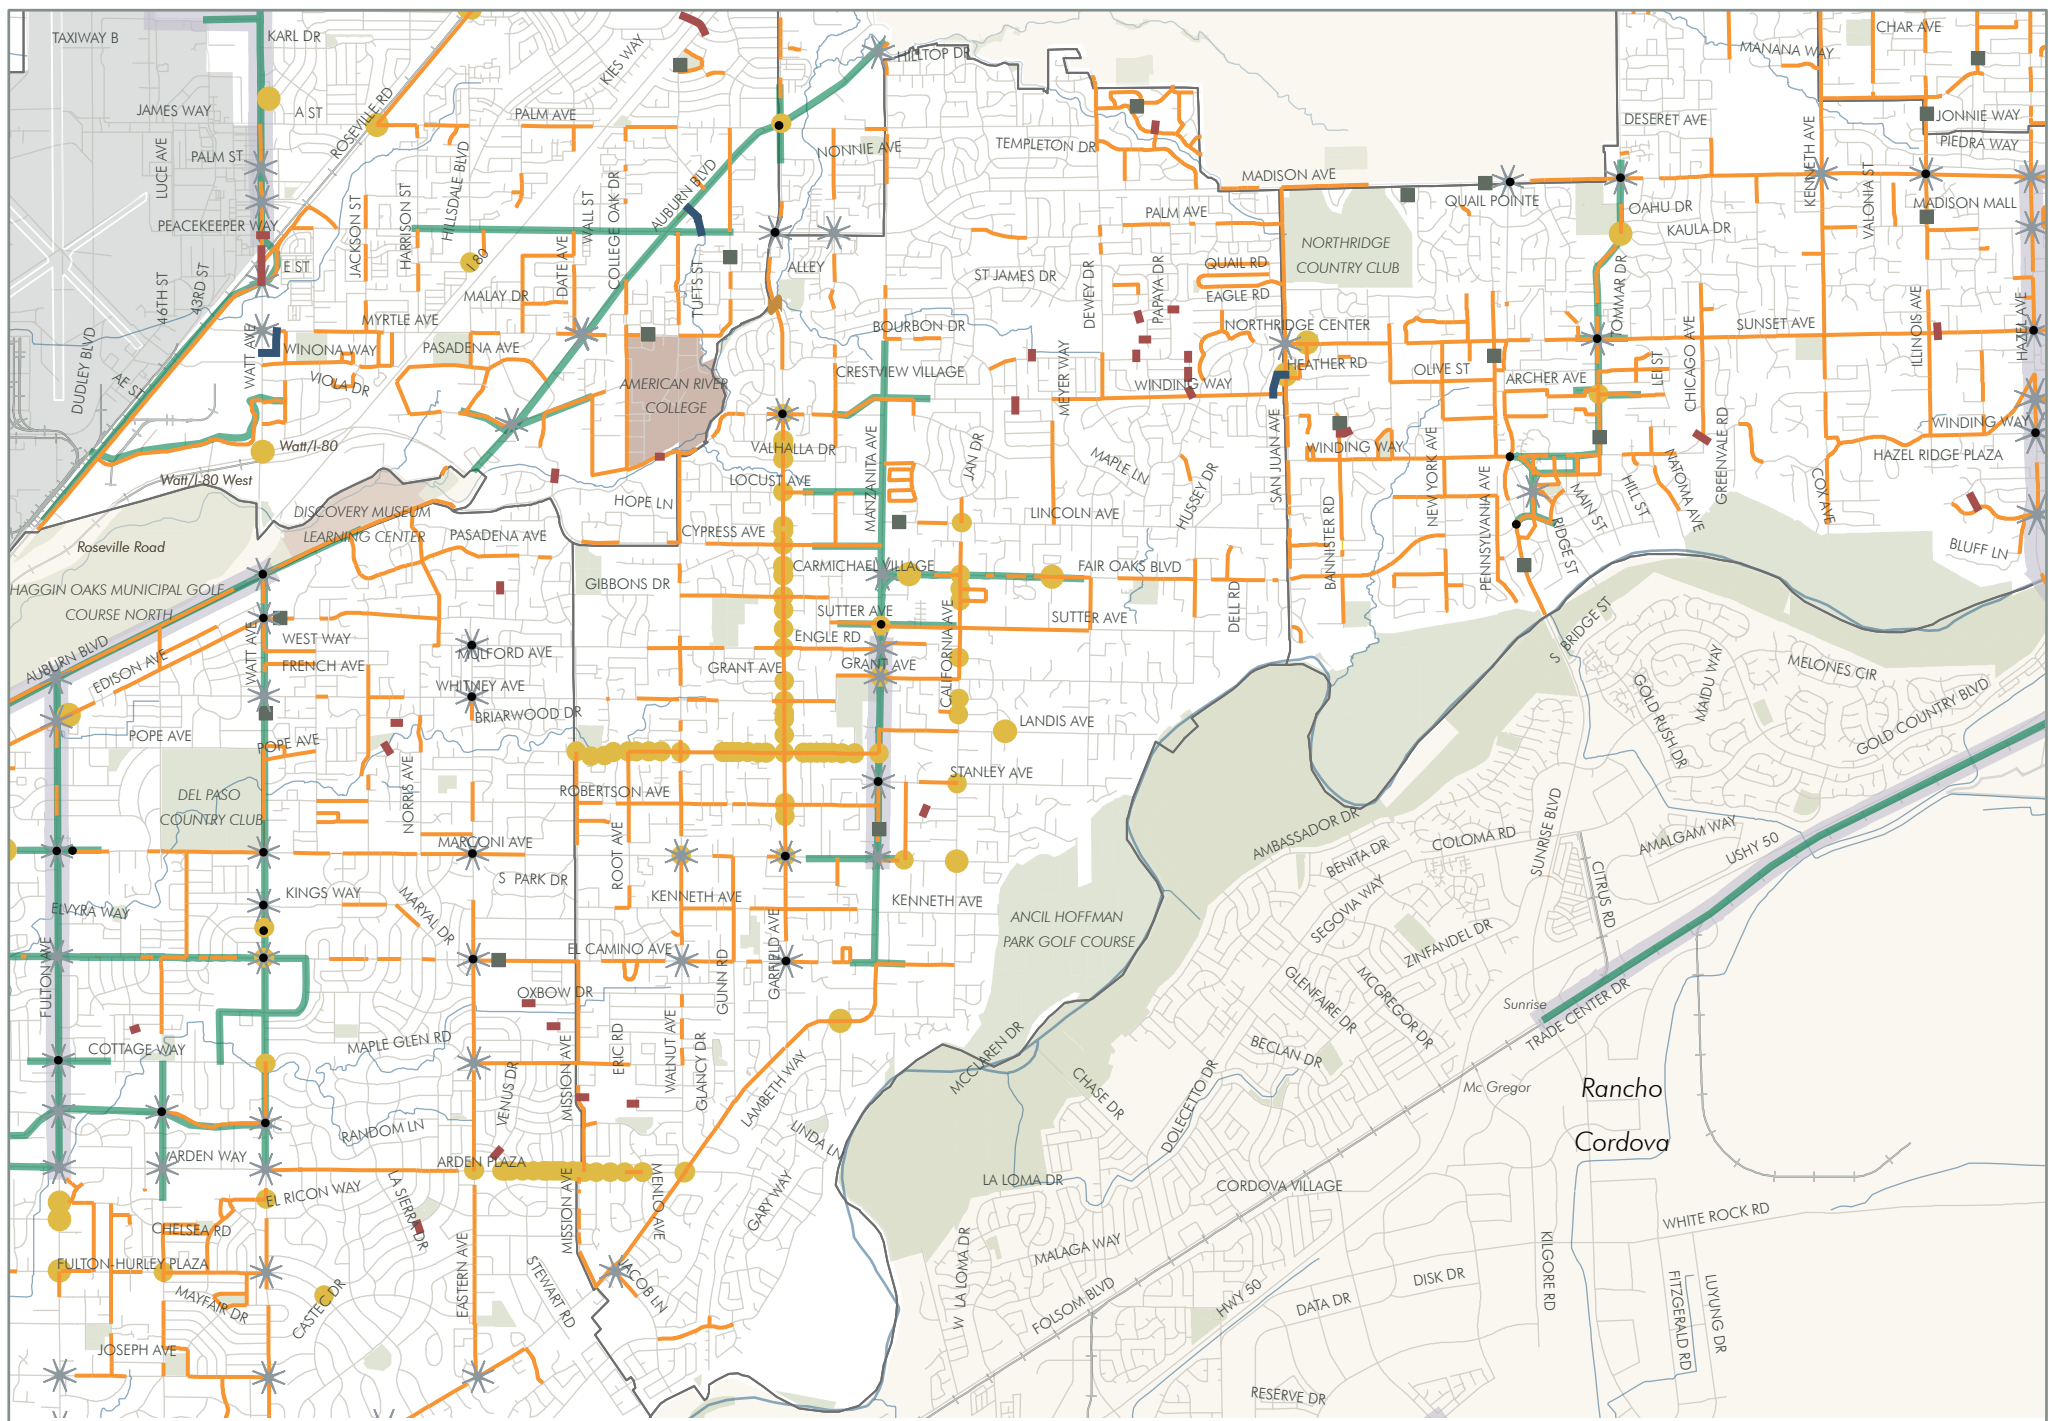 TAXIWAY B
KARL DR
KIES WAY
HILLTOP DR
MANANA WAY
CHAR AVE
JAMES WAY
A ST
ROSEVILLE RD
PALM AVE
DESERET AVE
JONNIE WAY
LUCE AVE
PALM ST
HILLSDALE BLVD
NONNIE AVE
TEMPLETON DR
KENNETH AVE
PIEDRA WAY
MADISON AVE
VALONIA ST
PEACEKEEPER WAY
JACKSON ST
HARRISON ST
WALL ST
COLLEGE OAK DR
AUBURN BLVD
PALM AVE
QUAIL POINTE
OAHU DR
MADISON MALL
KAULA DR
NORTHRIDGE
COUNTRY CLUB
46TH ST
43RD ST
E ST
I-80
DATE AVE
TUFTS ST
ALLEY
ST JAMES DR
DEWEY DR
PAPAYA DR
QUAIL RD
EAGLE RD
TOMMAR DR
MALAY DR
MYRTLE AVE
BOURBON DR
NORTHRIDGE CENTER
CHICAGO AVE
SUNSET AVE
ILLINOIS AVE
HAZEL AVE
DUDLEY BLVD
WATT AVE
WINONA WAY
PASADENA AVE
AMERICAN RIVER
COLLEGE
CRESTVIEW VILLAGE
MEYER WAY
WINDING WAY
HEATHER RD
OLIVE ST
ARCHER AVE
LEI ST
AE ST
VIOLA DR
Watt/I-80
Watt/I-80 West
VALHALLA DR
MANZANITA AVE
JAN DR
MAPLE LN
HUSSEY DR
SAN JUAN AVE
WINDING WAY
NEW YORK AVE
GREENVALE RD
WINDING WAY
HAZEL RIDGE PLAZA
DISCOVERY MUSEUM
LEARNING CENTER
HOPE LN
LOCUST AVE
LINCOLN AVE
BANNISTER RD
PENNSYLVANIA AVE
MAIN ST
HILL ST
NATOMA AVE
COX AVE
Roseville Road
PASADENA AVE
CYPRESS AVE
RIDGE ST
BLUFF LN
HAGGIN OAKS MUNICIPAL GOLF
COURSE NORTH
GIBBONS DR
CARMICHAEL VILLAGE
FAIR OAKS BLVD
DELL RD
SUTTER AVE
CALIFORNIA AVE
SUTTER AVE
AUBURN BLVD
EDISON AVE
WATT AVE
WEST WAY
FRENCH AVE
MULFORD AVE
ENGLE RD
GRANT AVE
GRANT AVE
S BRIDGE ST
MELONES CIR
WHITNEY AVE
BRIARWOOD DR
LANDIS AVE
GOLD RUSH DR
MAIDU WAY
GOLD COUNTRY BLVD
POPE AVE
POPE AVE
DEL PASO
COUNTRY CLUB
NORRIS AVE
ROBERTSON AVE
STANLEY AVE
MARCONI AVE
ROOT AVE
AMBASSADOR DR
BENITA DR
COLOMA RD
SUNRISE BLVD
AMALGAM WAY
USHY 50
KINGS WAY
S PARK DR
KENNETH AVE
KENNETH AVE
SEGOVIA WAY
CITRUS RD
ELVYRA WAY
MARYAL DR
ANCIL HOFFMAN
PARK GOLF COURSE
ZINFANDEL DR
FULTON AVE
EL CAMINO AVE
GUNN RD
GARFIELD AVE
OXBOW DR
GLENFAIRE DR
MCGREGOR DR
Sunrise
TRADE CENTER DR
COTTAGE WAY
MAPLE GLEN RD
MISSION AVE
ERIC RD
WALNUT AVE
GLANCY DR
LAMBETH WAY
MCCLAREN DR
BECLAN DR
CHASE DR
DOLECETTO DR
Mc Gregor
Rancho
Cordova
VENUS DR
RANDOM LN
LINDA LN
ARDEN WAY
ARDEN PLAZA
LA LOMA DR
CORDOVA VILLAGE
EL RICON WAY
LA SIERRA DR
MISSION AVE
MENLO AVE
GARY WAY
CHELSEA RD
WHITE ROCK RD
FULTON-HURLEY PLAZA
MAYFAIR DR
CASTEC DR
EASTERN AVE
STEWART RD
JACOB LN
W LA LOMA DR
MALAGA WAY
FOLSOM BLVD
HWY 50
DATA DR
DISK DR
KILGORE RD
FITZGERALD RD
LUYUNG DR
JOSEPH AVE
RESERVE DR